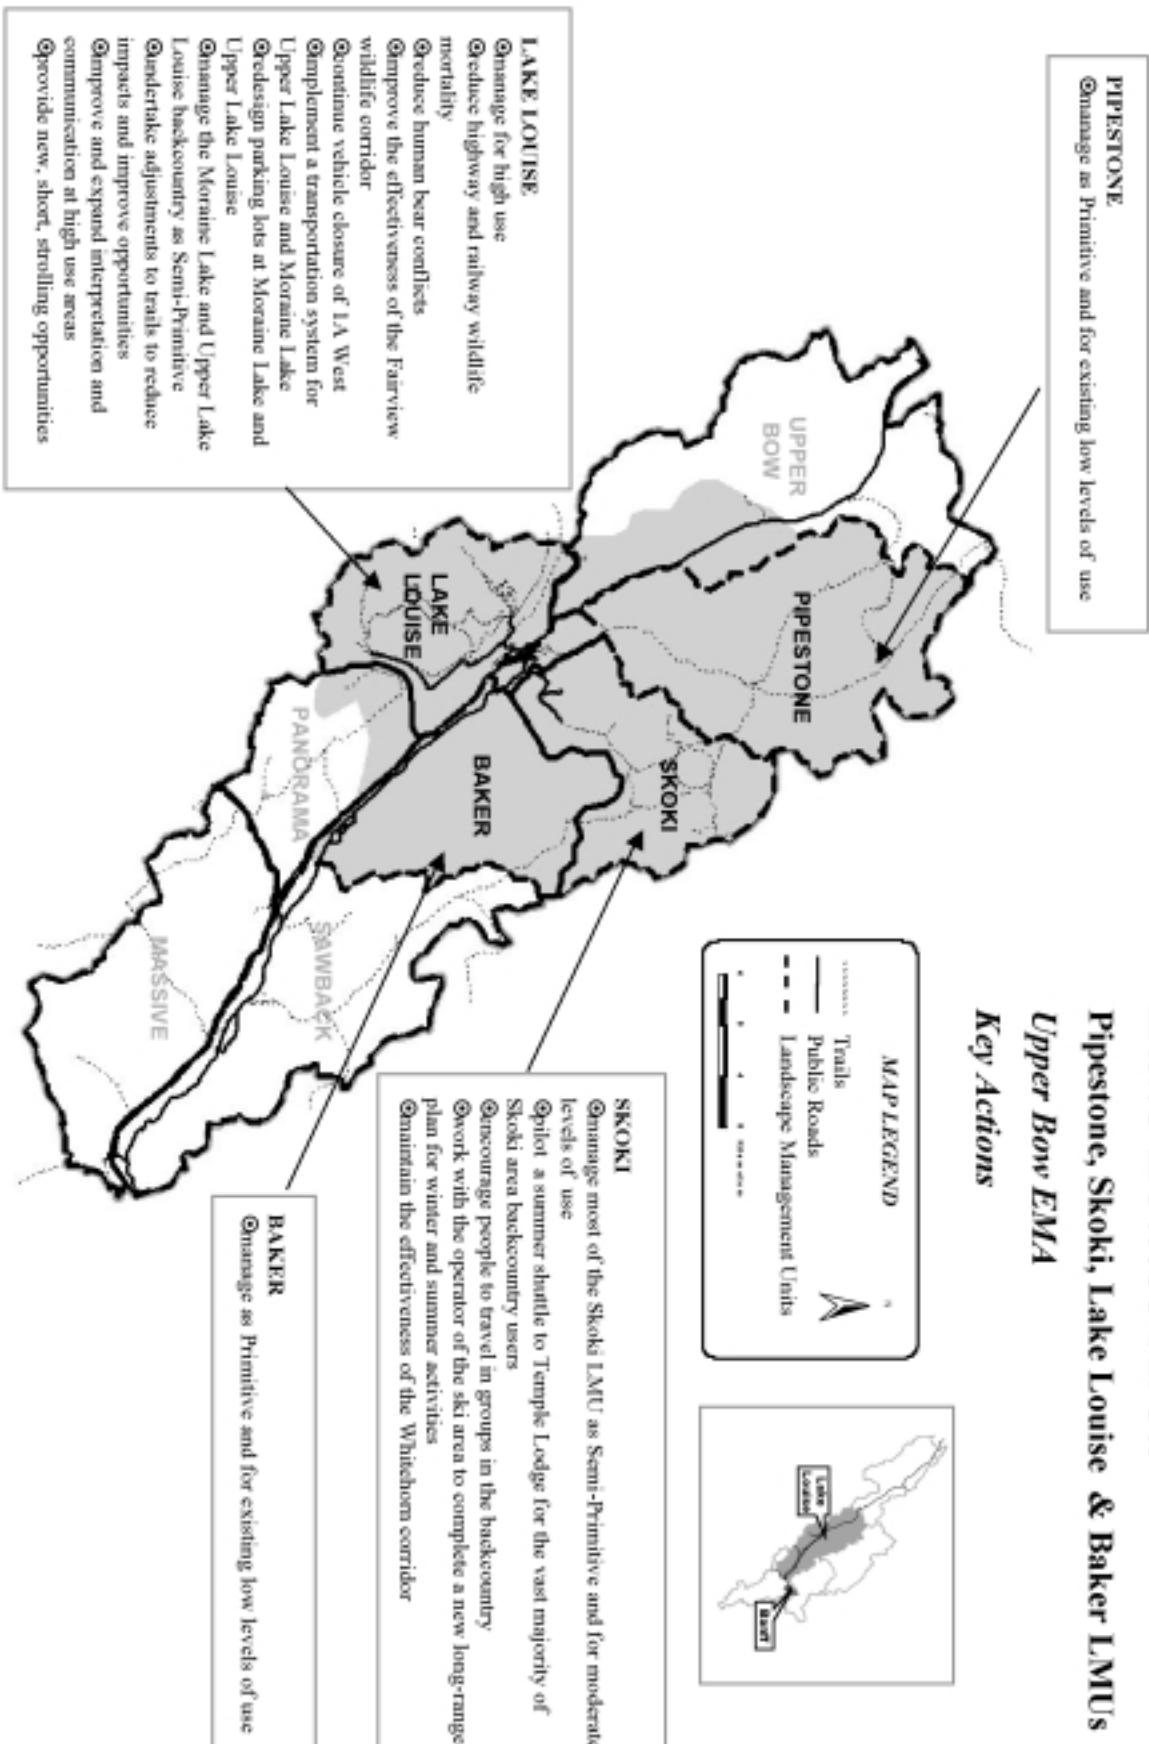 Pipestone, Skoki, Lake Louise & Baker LMUs
Upper Bow EMA
Key Actions
PIPESTONE
manage as Primitive and for existing low levels of use
LAKE LOUISE
manage for high use
reduce highway and railway wildlife
mortality
reduce human bear conflicts
improve the effectiveness of the Fairview
wildlife corridor
continue vehicle closure of 1A West
implement a transportation system for
Upper Lake Louise and Moraine Lake
redesign parking lots at Moraine Lake and
Upper Lake Louise
manage the Moraine Lake and Upper Lake
Louise backcountry as Semi-Primitive
undertake adjustments to trails to reduce
impacts and improve opportunities
improve and expand interpretation and
communication at high use areas
provide new, short, strolling opportunities
UPPER
BOW
PIPESTONE
LAKE
LOUISE
SKOKI
BAKER
PANORAMA
SAWBACK
MASSIVE
MAP LEGEND
Trails
Public Roads
Landscape Management Units
N
Lake
Louise
Banff
SKOKI
manage most of the Skoki LMU as Semi-Primitive and for moderate
levels of use
pilot a summer shuttle to Temple Lodge for the vast majority of
Skoki area backcountry users
encourage people to travel in groups in the backcountry
work with the operator of the ski area to complete a new long-range
plan for winter and summer activities
maintain the effectiveness of the Whitehorn corridor
BAKER
manage as Primitive and for existing low levels of use